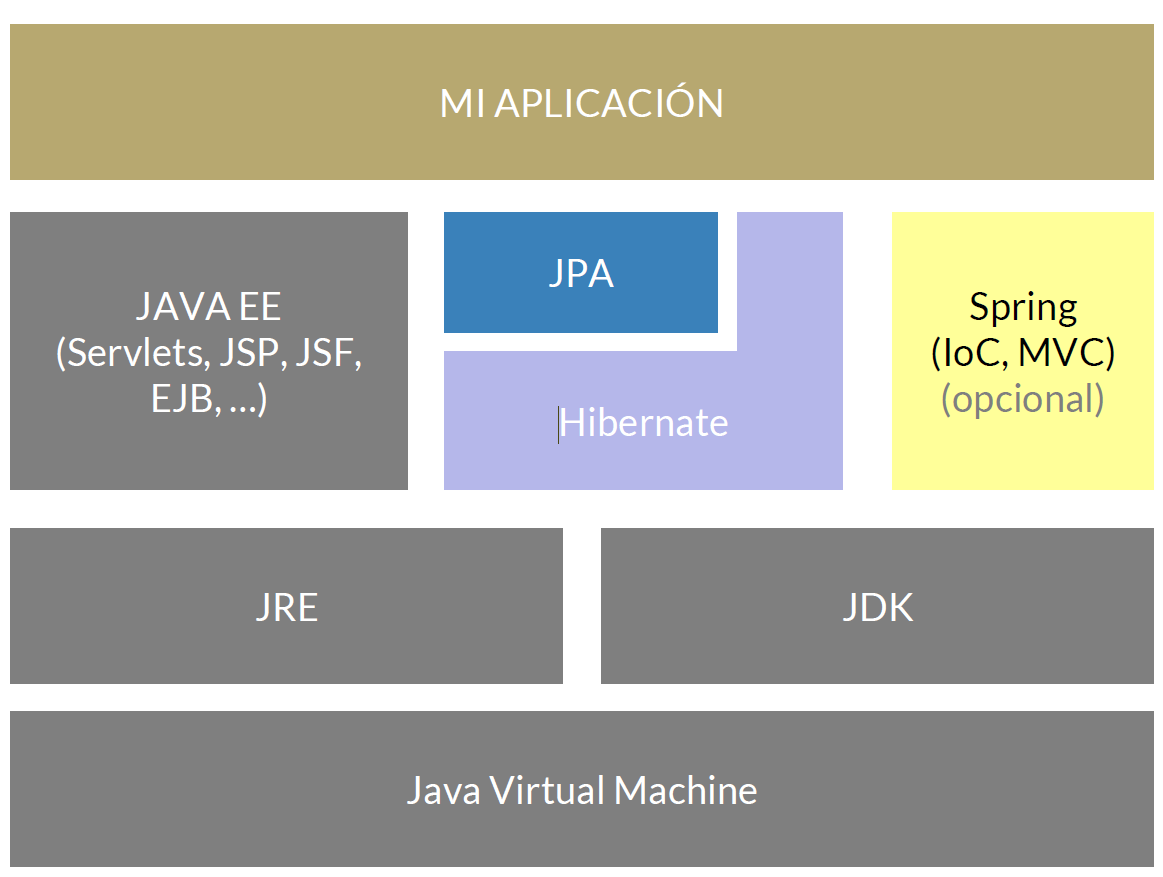 MI APLICACIÓN
JAVA EE
(Servlets, JSP, JSF,
EJB, ...)
JPA
Hibernate
Spring
(IoC, MVC)
(opcional)
JRE
JDK
Java Virtual Machine